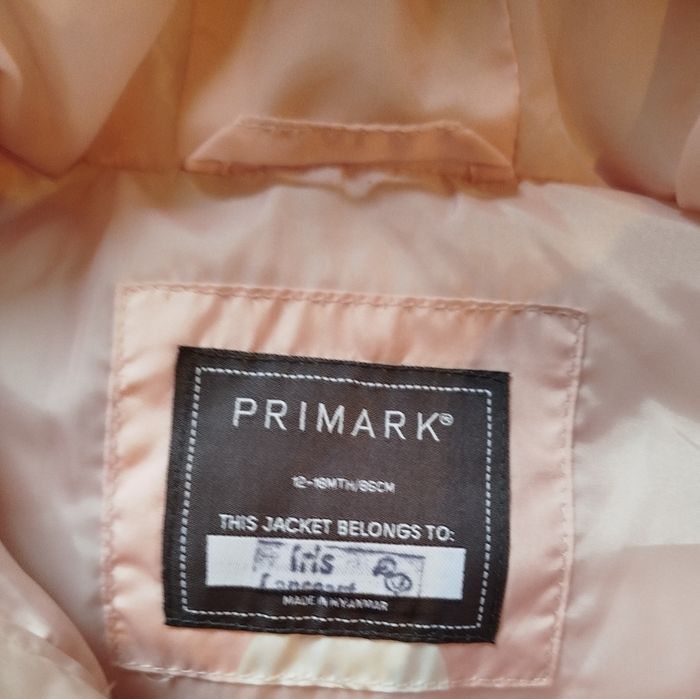 PRIMARK®
12-18MTH/86CM
THIS JACKET BELONGS TO:
Iris
MADE IN MYANMAR